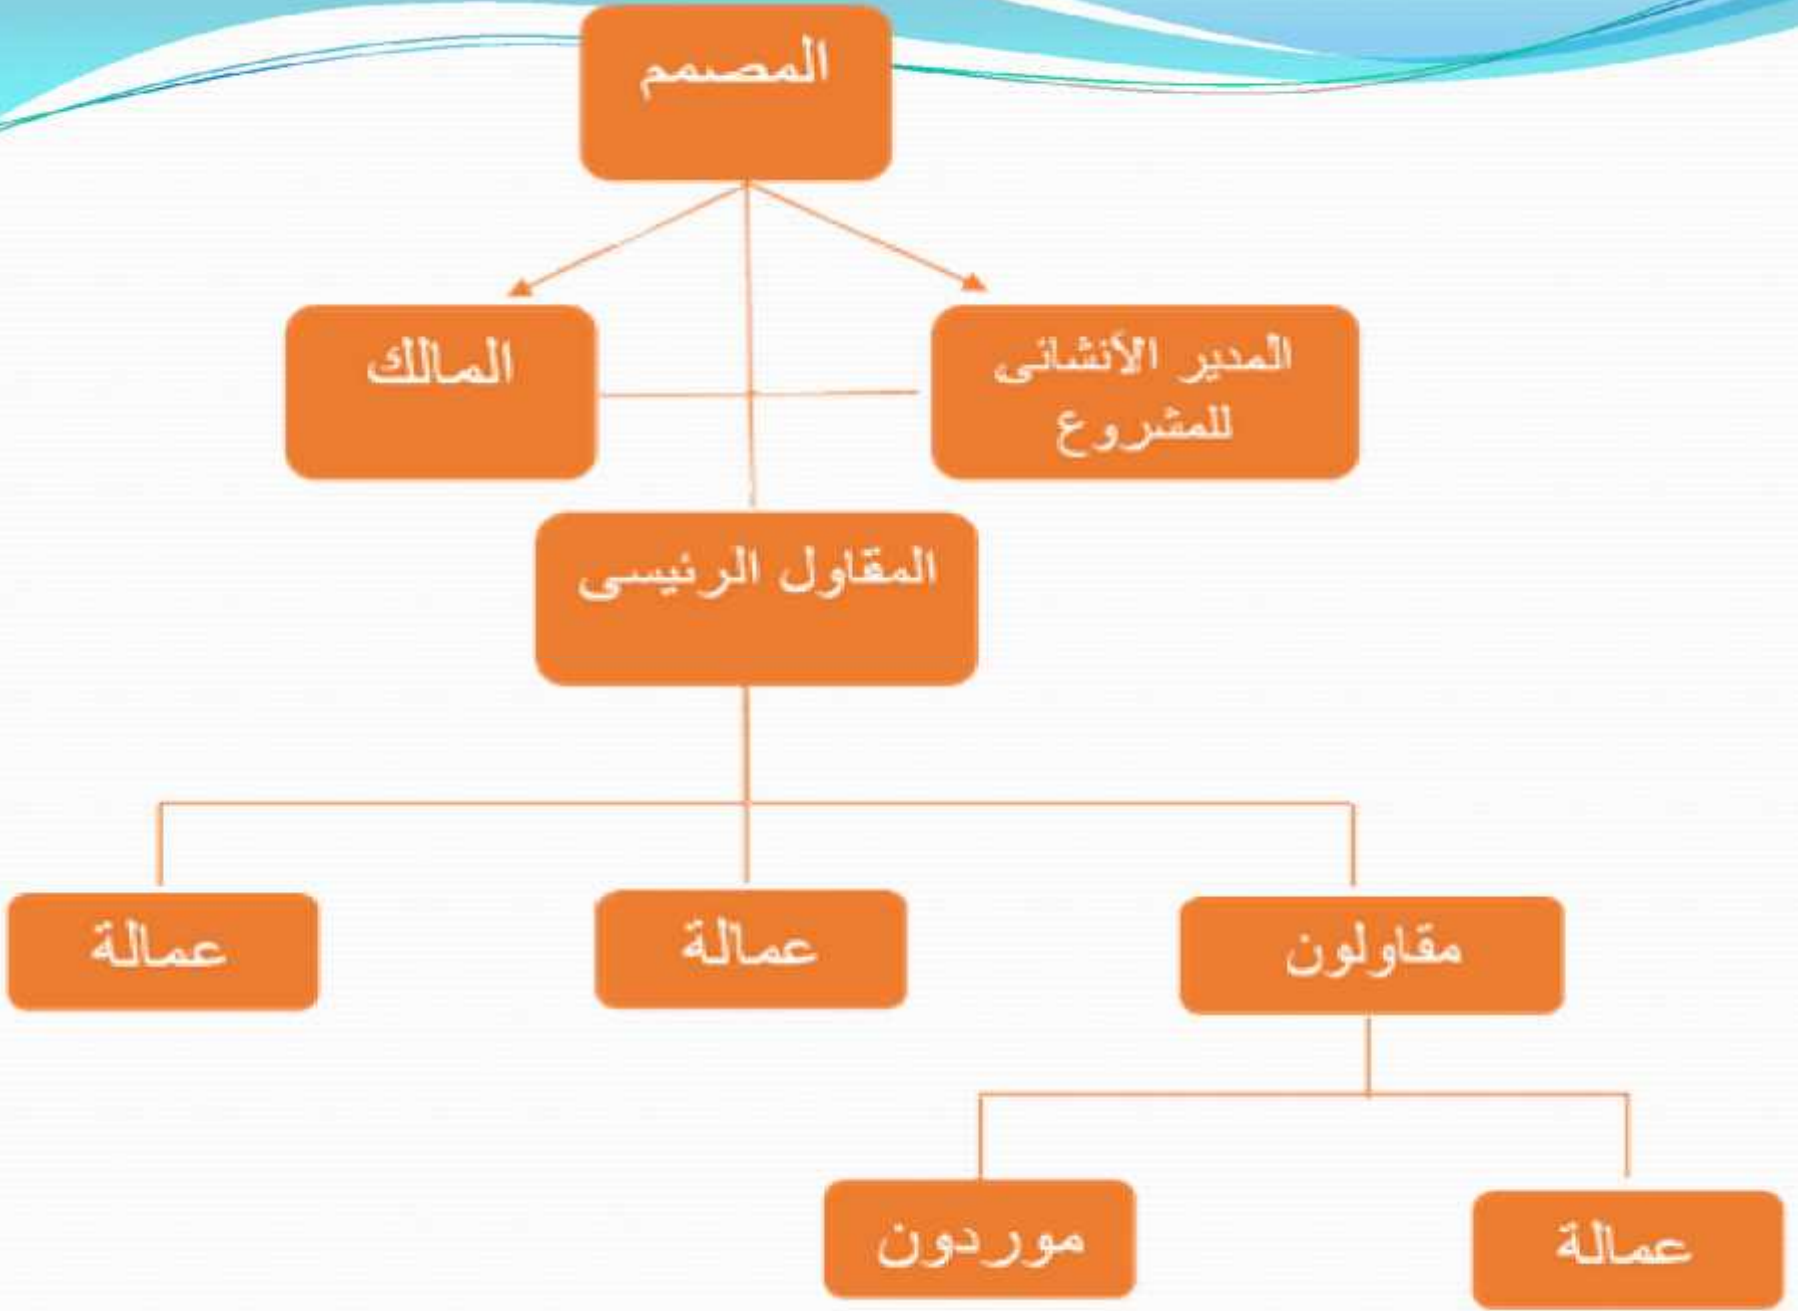 المصمم
المدير الأنشائى
للمشروع
المالك
المقاول الرئيسى
مقاولون
عمالة
عمالة
عمالة
موردون